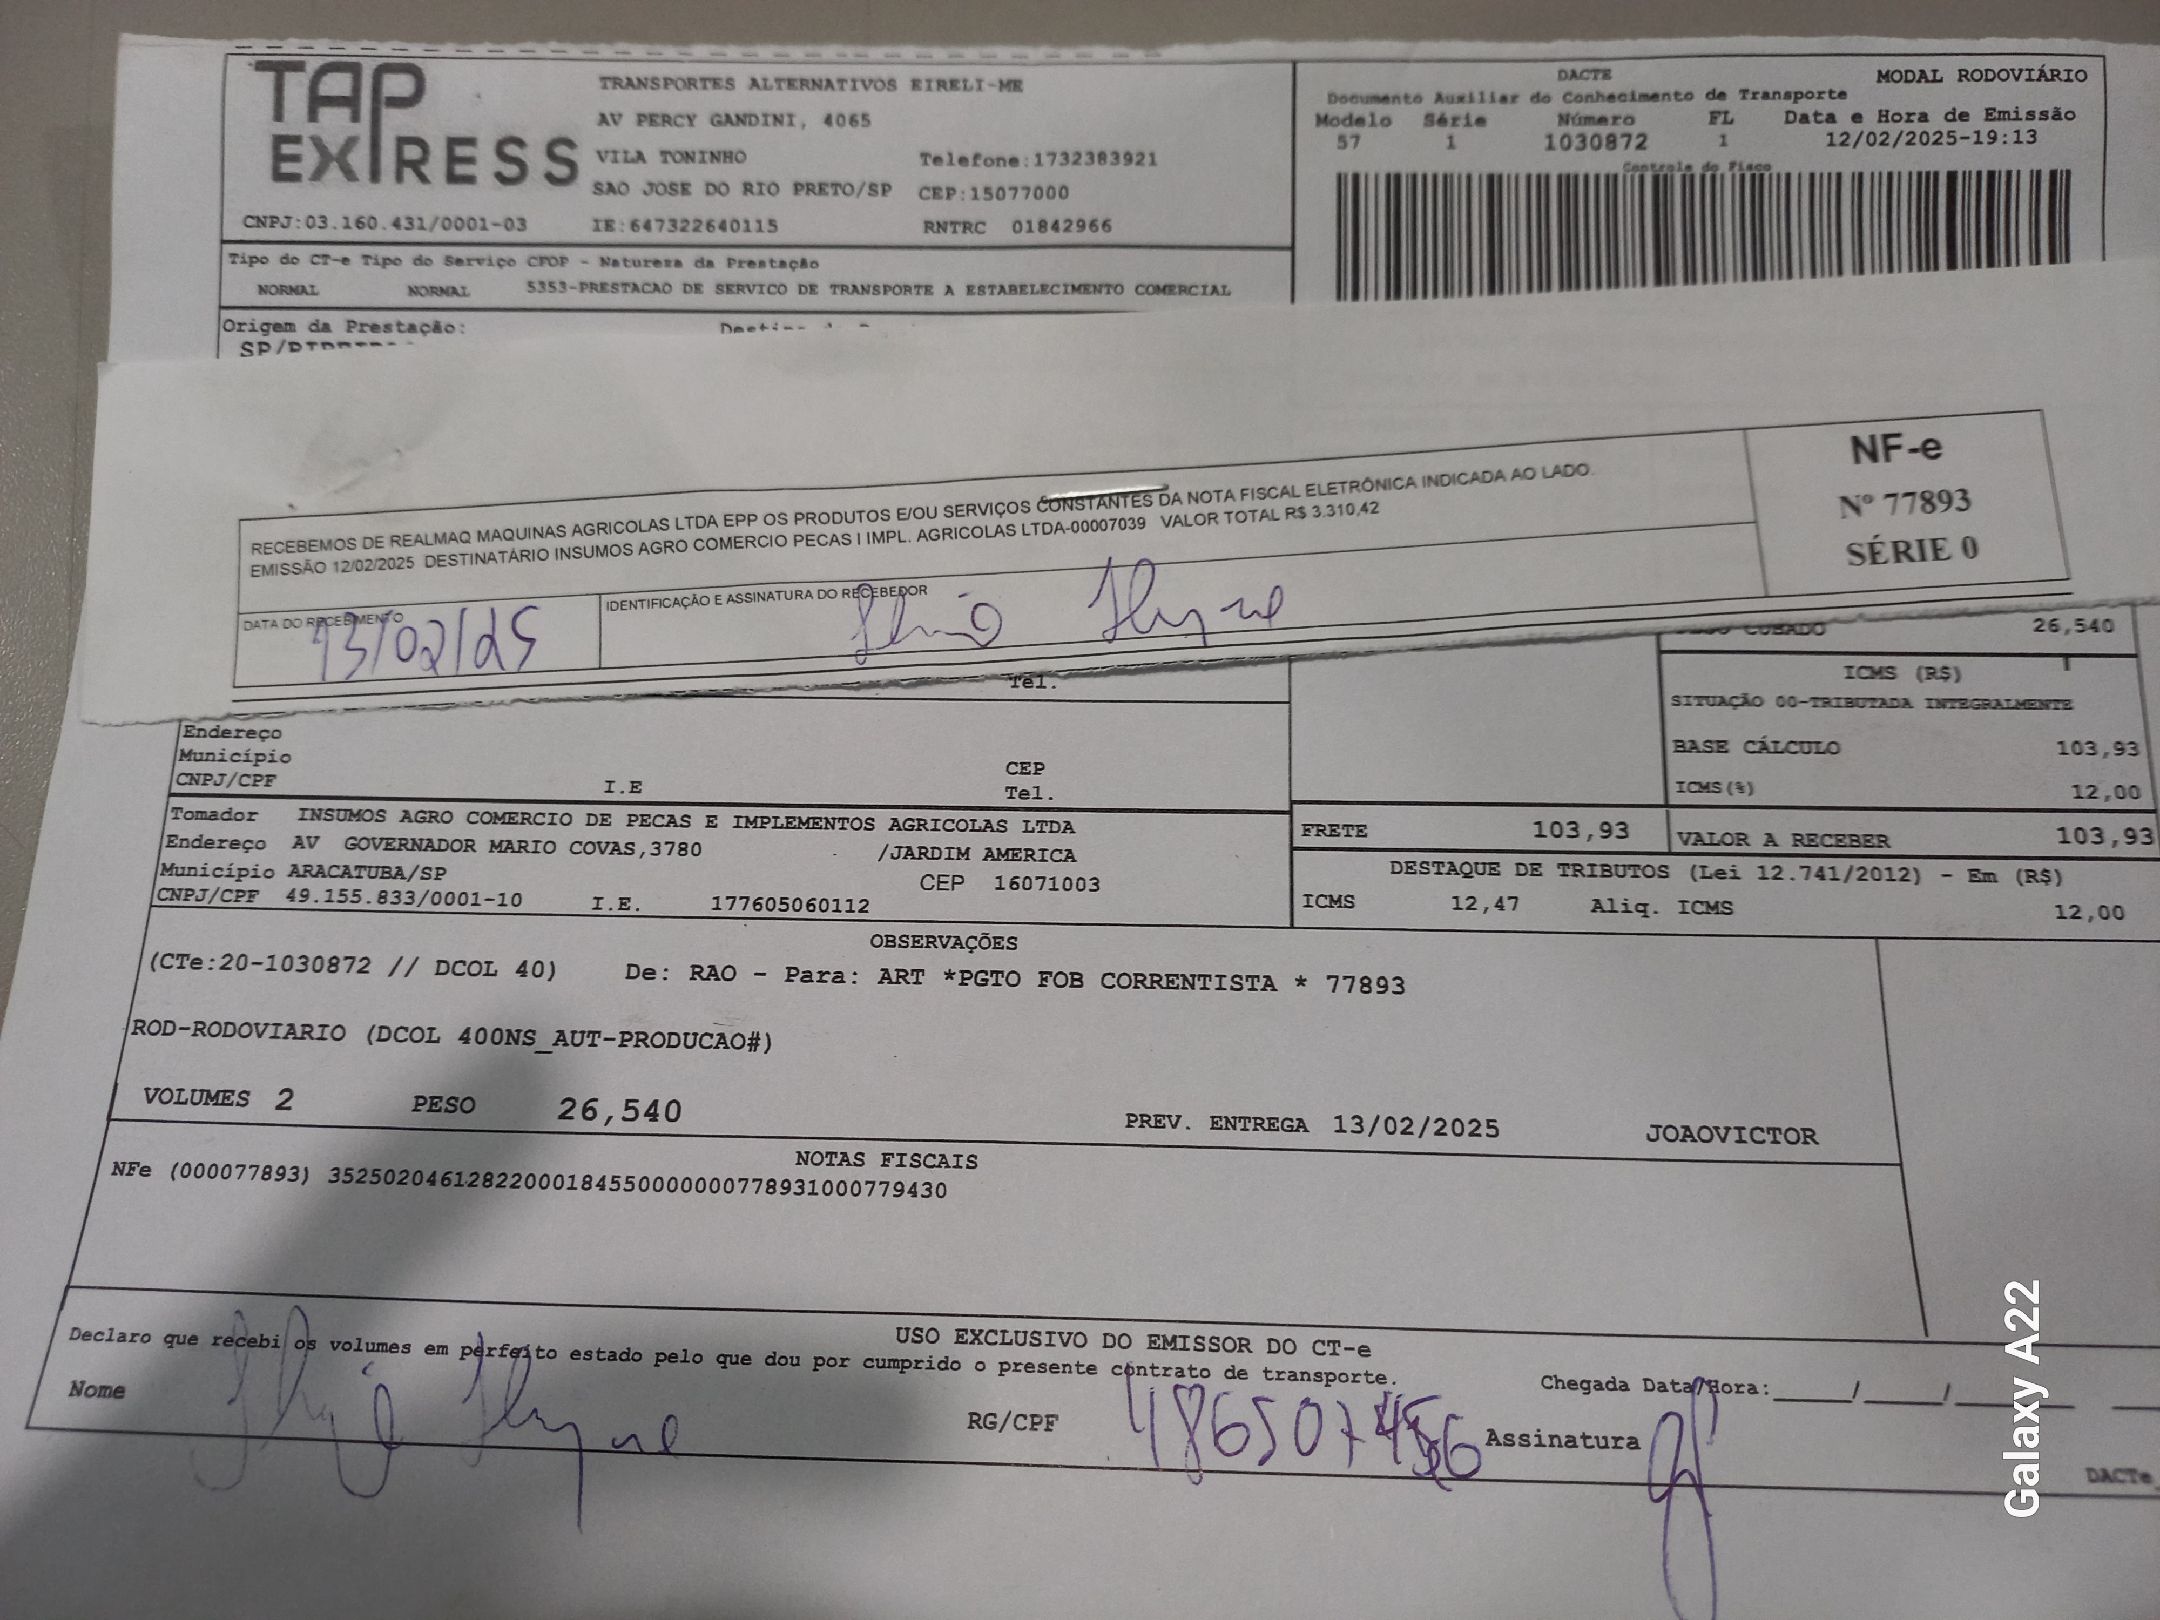 TAP EXPRESS
TRANSPORTES ALTERNATIVOS EIRELI-ME
AV PERCY GANDINI, 4065
VILA TONINHO Telefone:1732383921
SAO JOSE DO RIO PRETO/SP CEP:15077000
CNPJ:03.160.431/0001-03 IE:647322640115 RNTRC 01842966
DACTE MODAL RODOVIÁRIO
Documento Auxiliar do Conhecimento de Transporte
Modelo Série Número FL Data e Hora de Emissão
57 1 1030872 1 12/02/2025-19:13
Controle do Fisco
Tipo do CT-e Tipo do Serviço CFOP - Natureza da Prestação
NORMAL NORMAL 5353-PRESTACAO DE SERVICO DE TRANSPORTE A ESTABELECIMENTO COMERCIAL
Origem da Prestação:
RECEBEMOS DE REALMAQ MAQUINAS AGRICOLAS LTDA EPP OS PRODUTOS E/OU SERVIÇOS CONSTANTES DA NOTA FISCAL ELETRÔNICA INDICADA AO LADO.
EMISSÃO 12/02/2025 DESTINATÁRIO INSUMOS AGRO COMERCIO PECAS I IMPL. AGRICOLAS LTDA-00007039 VALOR TOTAL R$ 3.310,42
NF-e
Nº 77893
SÉRIE 0
DATA DO RECEBIMENTO
13/02/25
IDENTIFICAÇÃO E ASSINATURA DO RECEBEDOR
CUBADO 26,540
Tel.
ICMS (R$)
SITUAÇÃO 00-TRIBUTADA INTEGRALMENTE
BASE CÁLCULO 103,93
ICMS(%) 12,00
Endereço
Município CEP
CNPJ/CPF I.E Tel.
Tomador INSUMOS AGRO COMERCIO DE PECAS E IMPLEMENTOS AGRICOLAS LTDA
Endereço AV GOVERNADOR MARIO COVAS,3780 /JARDIM AMERICA
Município ARACATUBA/SP CEP 16071003
CNPJ/CPF 49.155.833/0001-10 I.E. 177605060112
FRETE 103,93 VALOR A RECEBER 103,93
DESTAQUE DE TRIBUTOS (Lei 12.741/2012) - Em (R$)
ICMS 12,47 Aliq. ICMS 12,00
OBSERVAÇÕES
(CTe:20-1030872 // DCOL 40) De: RAO - Para: ART *PGTO FOB CORRENTISTA * 77893
ROD-RODOVIARIO (DCOL 400NS_AUT-PRODUCAO#)
VOLUMES 2 PESO 26,540 PREV. ENTREGA 13/02/2025 JOAOVICTOR
NOTAS FISCAIS
NFe (000077893) 35250204612822000184550000000778931000779430
USO EXCLUSIVO DO EMISSOR DO CT-e
Declaro que recebi os volumes em perfeito estado pelo que dou por cumprido o presente contrato de transporte.
Chegada Data/Hora:_____/_____/_____
Nome RG/CPF Assinatura
DACTe
Galaxy A22